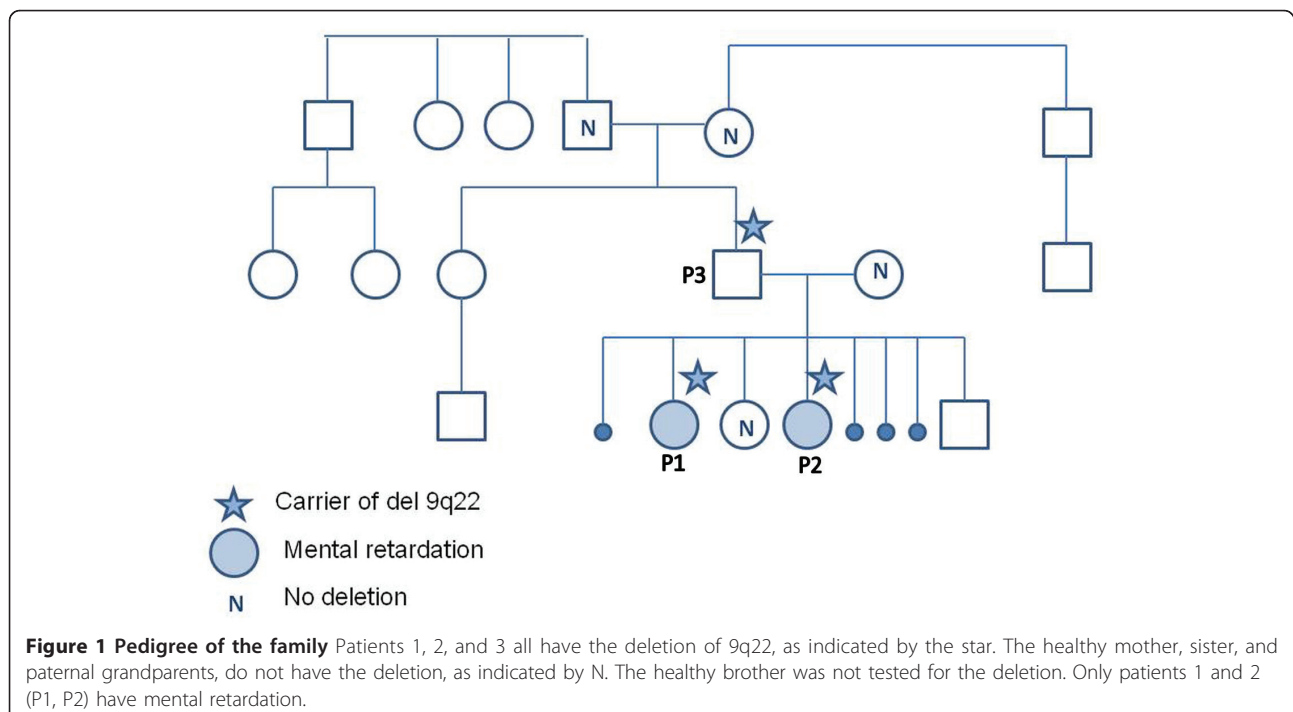 N
N
P3
N
N
P1
P2
Carrier of del 9q22
Mental retardation
N No deletion
Figure 1 Pedigree of the family Patients 1, 2, and 3 all have the deletion of 9q22, as indicated by the star. The healthy mother, sister, and
paternal grandparents, do not have the deletion, as indicated by N. The healthy brother was not tested for the deletion. Only patients 1 and 2
(P1, P2) have mental retardation.